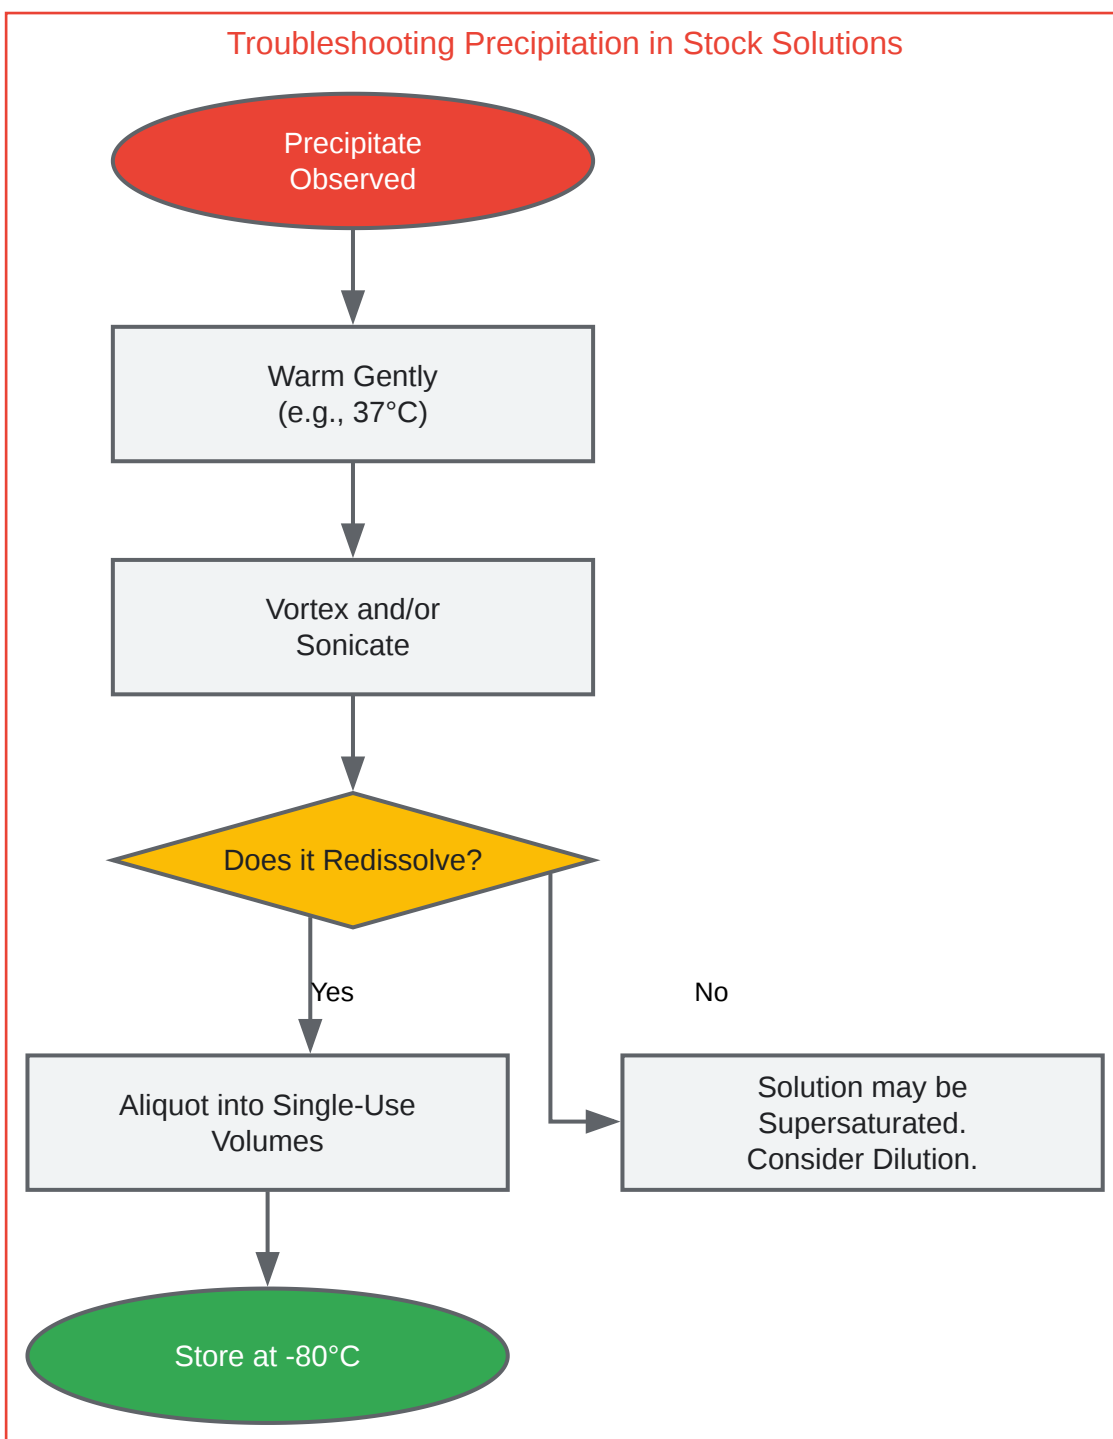 Troubleshooting Precipitation in Stock Solutions
Precipitate
Observed
Warm Gently
(e.g., 37°C)
Vortex and/or
Sonicate
Does it Redissolve?
Yes
No
Aliquot into Single-Use
Volumes
Solution may be
Supersaturated.
Consider Dilution.
Store at -80°C